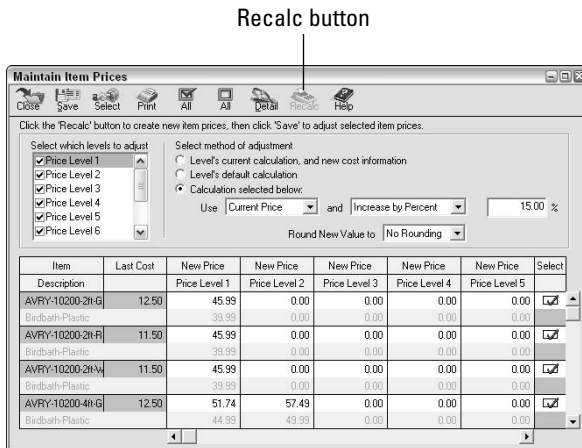 Recalc button
Maintain Item Prices
Close Save Select Print All All Detail Recalc Help
Click the 'Recalc' button to create new item prices, then click 'Save' to adjust selected item prices.
Select which levels to adjust
Price Level 1
Price Level 2
Price Level 3
Price Level 4
Price Level 5
Price Level 6
Select method of adjustment
Level's current calculation, and new cost information
Level's default calculation
Calculation selected below:
Use Current Price and Increase by Percent 15.00 %
Round New Value to No Rounding
Item Last Cost New Price New Price New Price New Price New Price Select
Description Price Level 1 Price Level 2 Price Level 3 Price Level 4 Price Level 5
AVRY-10200-2ft-G 12.50 45.99 0.00 0.00 0.00 0.00
Birdbath-Plastic 39.99 0.00 0.00 0.00 0.00
AVRY-10200-2ft-R 11.50 45.99 0.00 0.00 0.00 0.00
Birdbath-Plastic 39.99 0.00 0.00 0.00 0.00
AVRY-10200-2ft-W 11.50 45.99 0.00 0.00 0.00 0.00
Birdbath-Plastic 39.99 0.00 0.00 0.00 0.00
AVRY-10200-4ft-G 12.50 51.74 57.49 0.00 0.00 0.00
Birdbath-Plastic 44.99 49.99 0.00 0.00 0.00